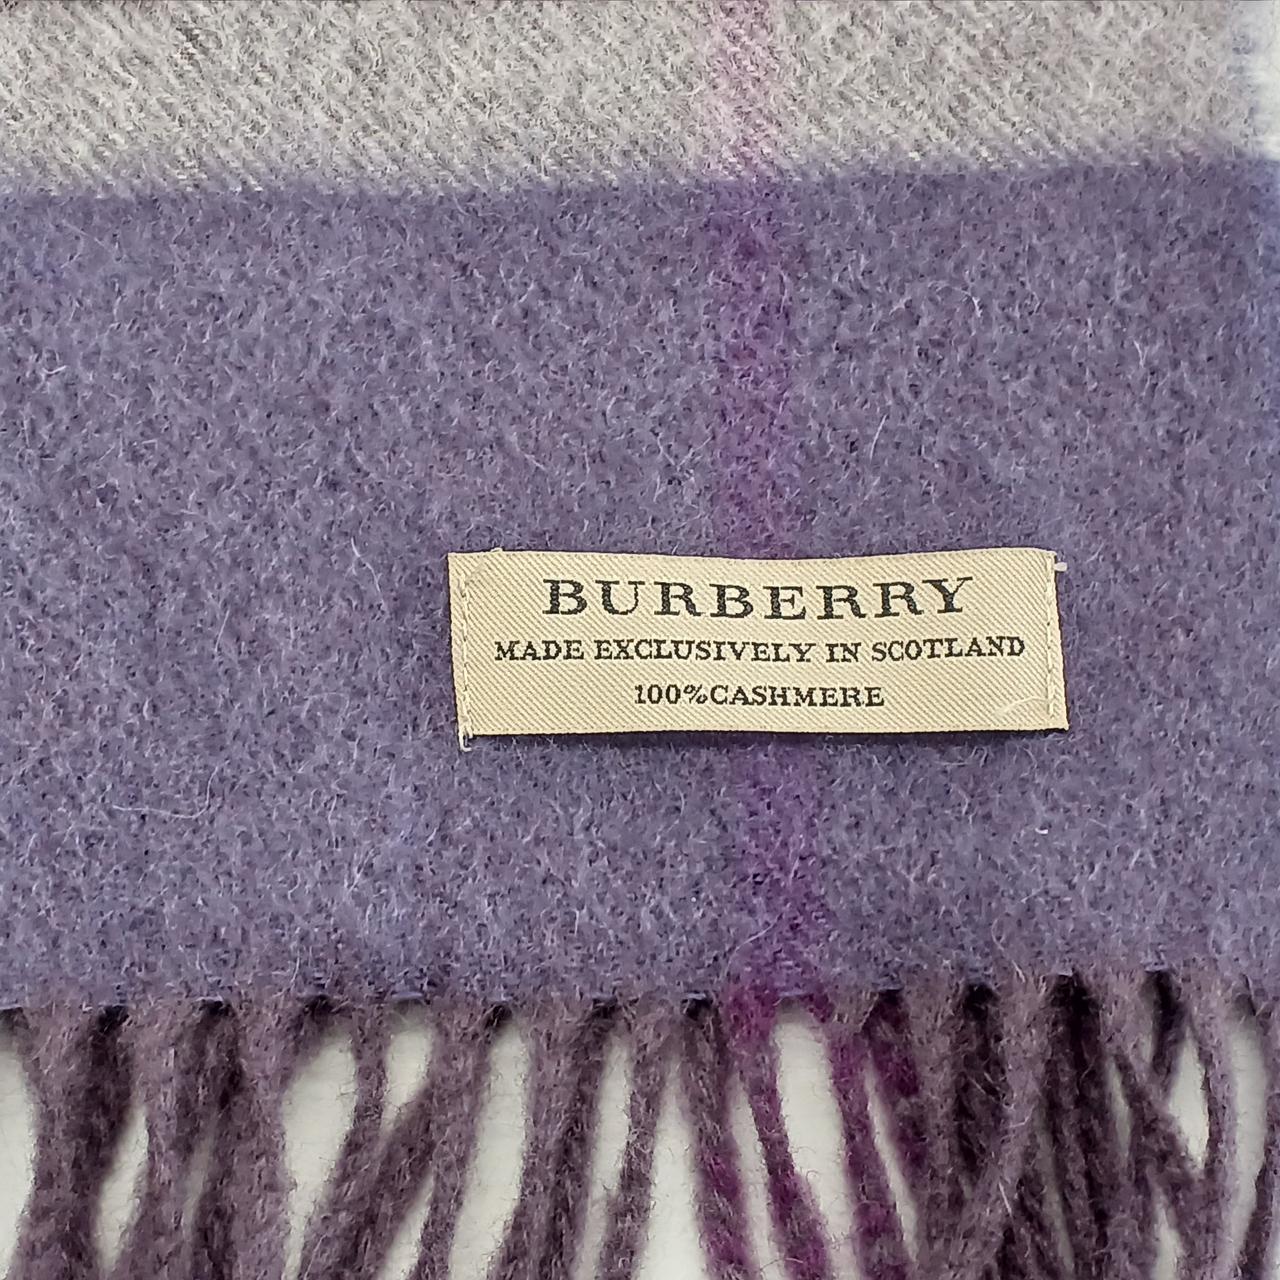 BURBERRY
MADE EXCLUSIVELY IN SCOTLAND
100%CASHMERE